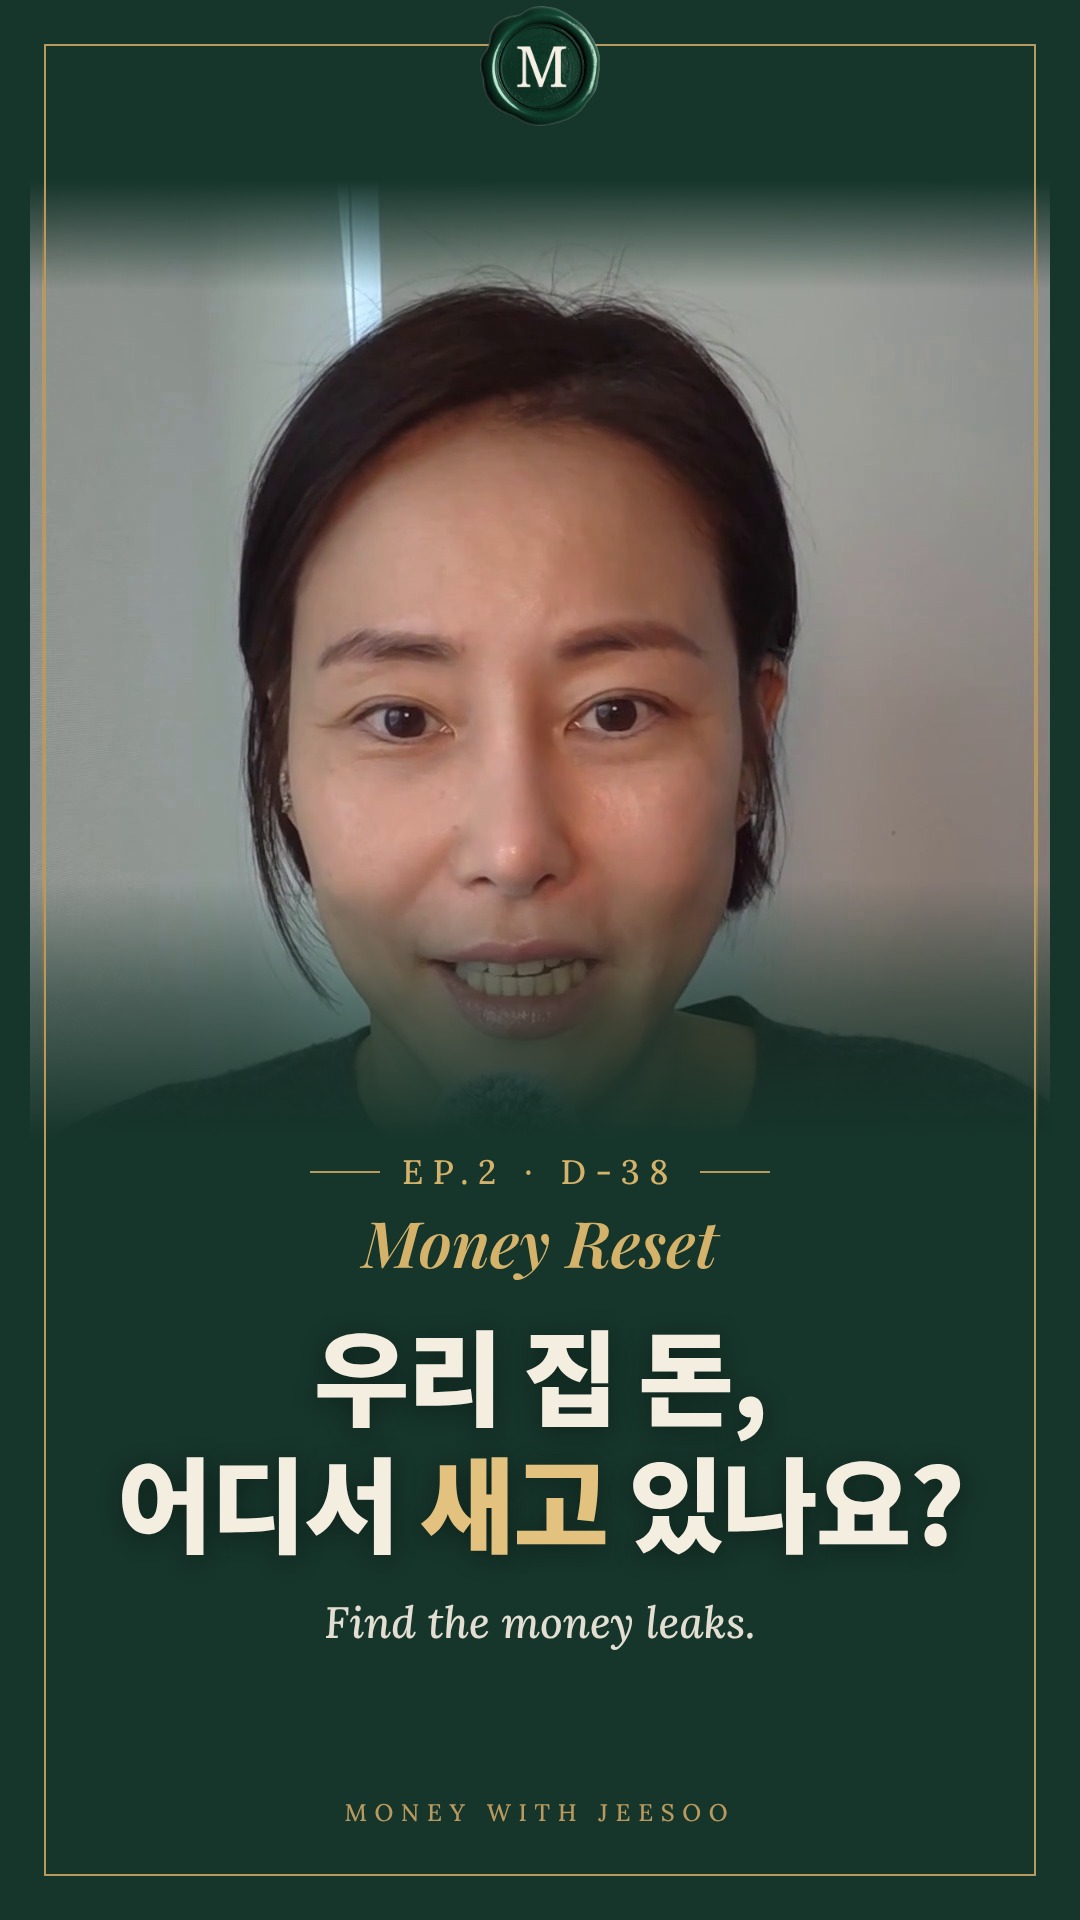 M
EP.2 · D-38
Money Reset
우리 집 돈,
어디서 새고 있나요?
Find the money leaks.
MONEY WITH JEESOO